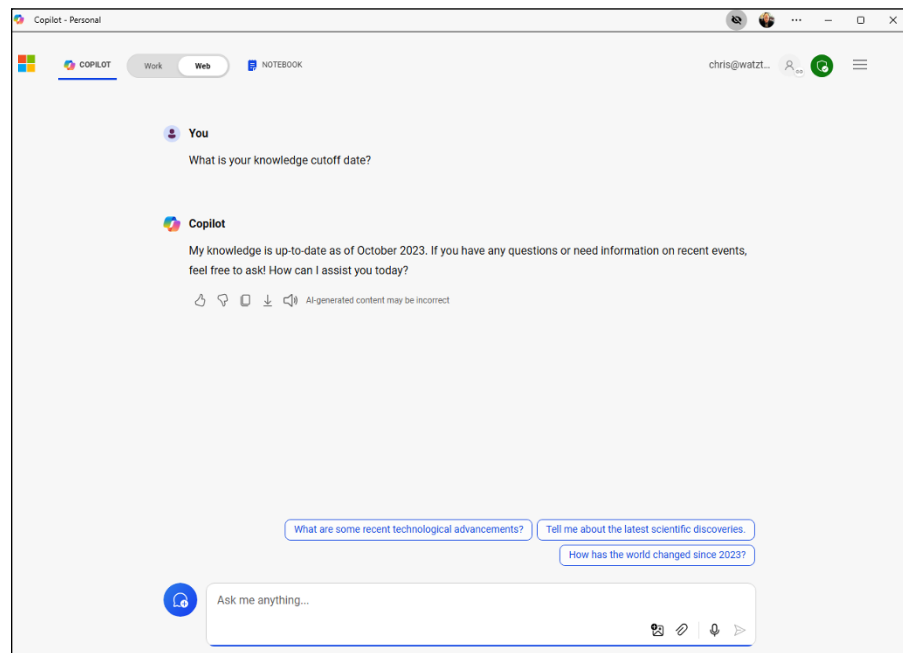 Copilot - Personal
COPILOT
Work
Web
NOTEBOOK
chris@watzt...
You
What is your knowledge cutoff date?
Copilot
My knowledge is up-to-date as of October 2023. If you have any questions or need information on recent events,
feel free to ask! How can I assist you today?
AI-generated content may be incorrect
What are some recent technological advancements?
Tell me about the latest scientific discoveries.
How has the world changed since 2023?
Ask me anything...